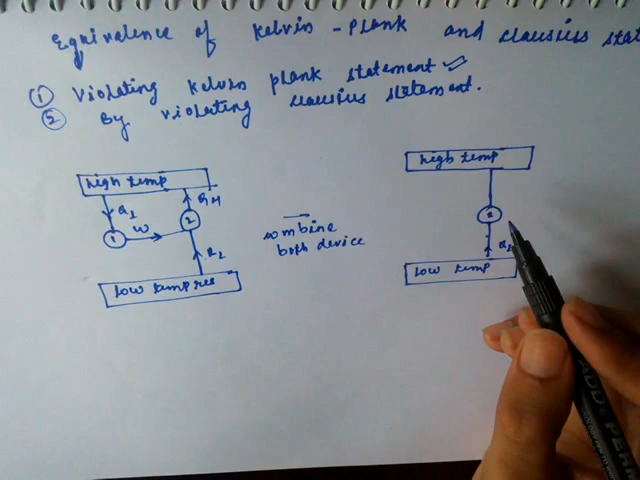 Equivalence of Kelvin - Plank and clausius stat
① Violating Kelvin plank statement
② By violating clausius statement.
High temp
High temp
Q1
QH
1
W
2
Q2
combine
both device
Low temp res
Low temp